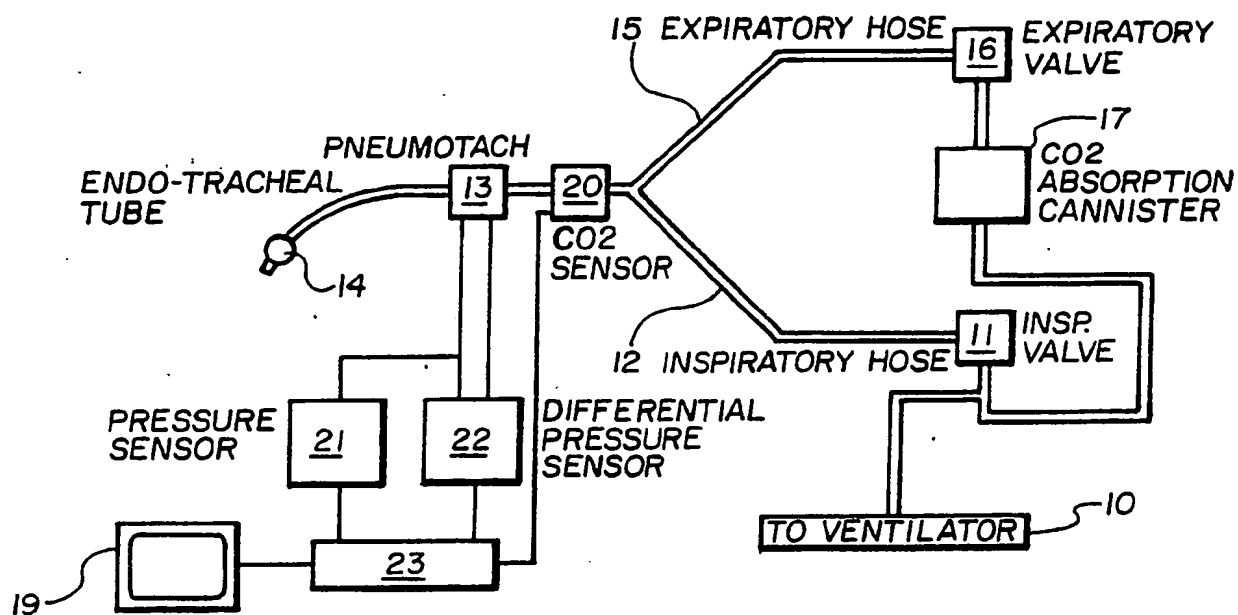 15 EXPIRATORY HOSE
16
EXPIRATORY
VALVE
17
CO2
ABSORPTION
CANNISTER
PNEUMOTACH
13
20
CO2
SENSOR
ENDO-TRACHEAL
TUBE
14
12 INSPIRATORY HOSE
11
INSP.
VALVE
PRESSURE
SENSOR
21
22
DIFFERENTIAL
PRESSURE
SENSOR
TO VENTILATOR
10
23
19